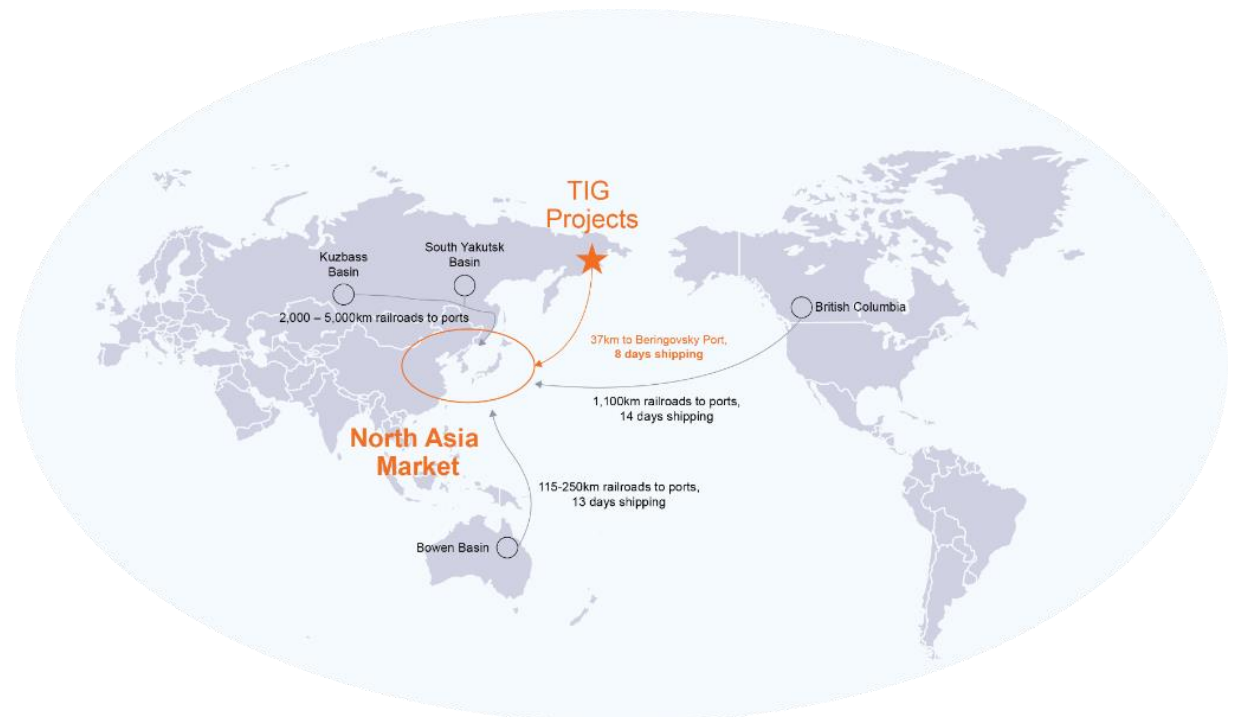 TIG
Projects
South Yakutsk
Basin
Kuzbass
Basin
British Columbia
2,000 – 5,000km railroads to ports
37km to Beringovsky Port,
8 days shipping
1,100km railroads to ports,
14 days shipping
North Asia
Market
115-250km railroads to ports,
13 days shipping
Bowen Basin